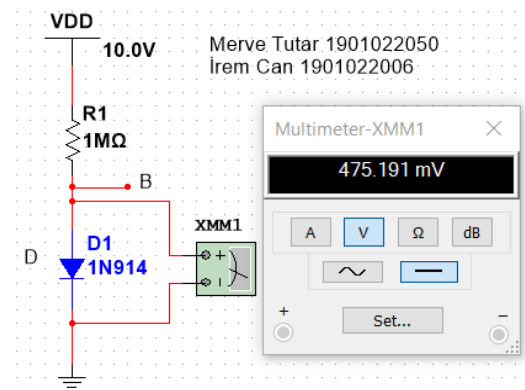 VDD
10.0V
Merve Tutar 1901022050
İrem Can 1901022006
R1
1MΩ
B
D
D1
1N914
XMM1
+
-
Multimeter-XMM1
475.191 mV
A V Ω dB
+
Set...
-